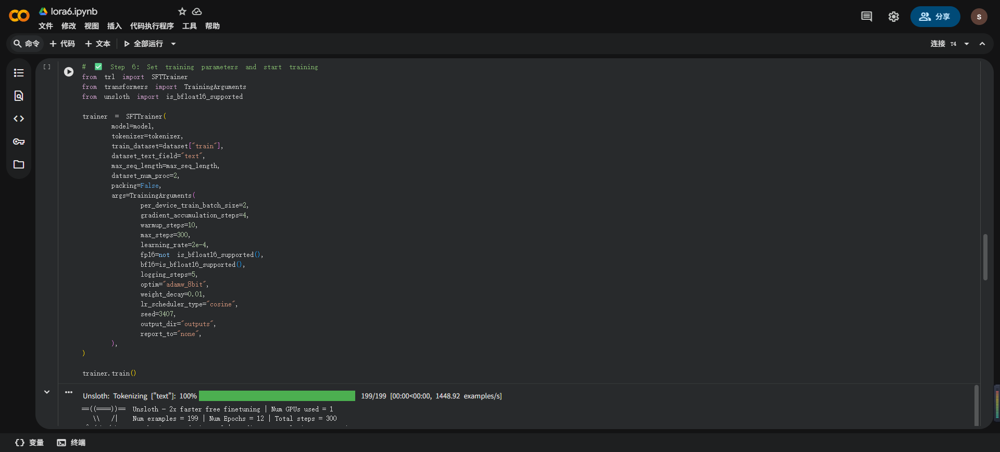 lora6.ipynb
文件 修改 视图 插入 代码执行程序 工具 帮助
分享
S
命令 + 代码 + 文本 全部运行
连接 T4
[ ]
# ✅ Step 6: Set training parameters and start training
from trl import SFTTrainer
from transformers import TrainingArguments
from unsloth import is_bfloat16_supported
trainer = SFTTrainer(
model=model,
tokenizer=tokenizer,
train_dataset=dataset["train"],
dataset_text_field="text",
max_seq_length=max_seq_length,
dataset_num_proc=2,
packing=False,
args=TrainingArguments(
per_device_train_batch_size=2,
gradient_accumulation_steps=4,
warmup_steps=10,
max_steps=300,
learning_rate=2e-4,
fp16=not is_bfloat16_supported(),
bf16=is_bfloat16_supported(),
logging_steps=5,
optim="adamw_8bit",
weight_decay=0.01,
lr_scheduler_type="cosine",
seed=3407,
output_dir="outputs",
report_to="none",
),
)
trainer.train()
Unsloth: Tokenizing ["text"]: 100% 199/199 [00:00<00:00, 1448.92 examples/s]
==((====))== Unsloth - 2x faster free finetuning | Num GPUs used = 1
\\ /| Num examples = 199 | Num Epochs = 12 | Total steps = 300
变量 终端